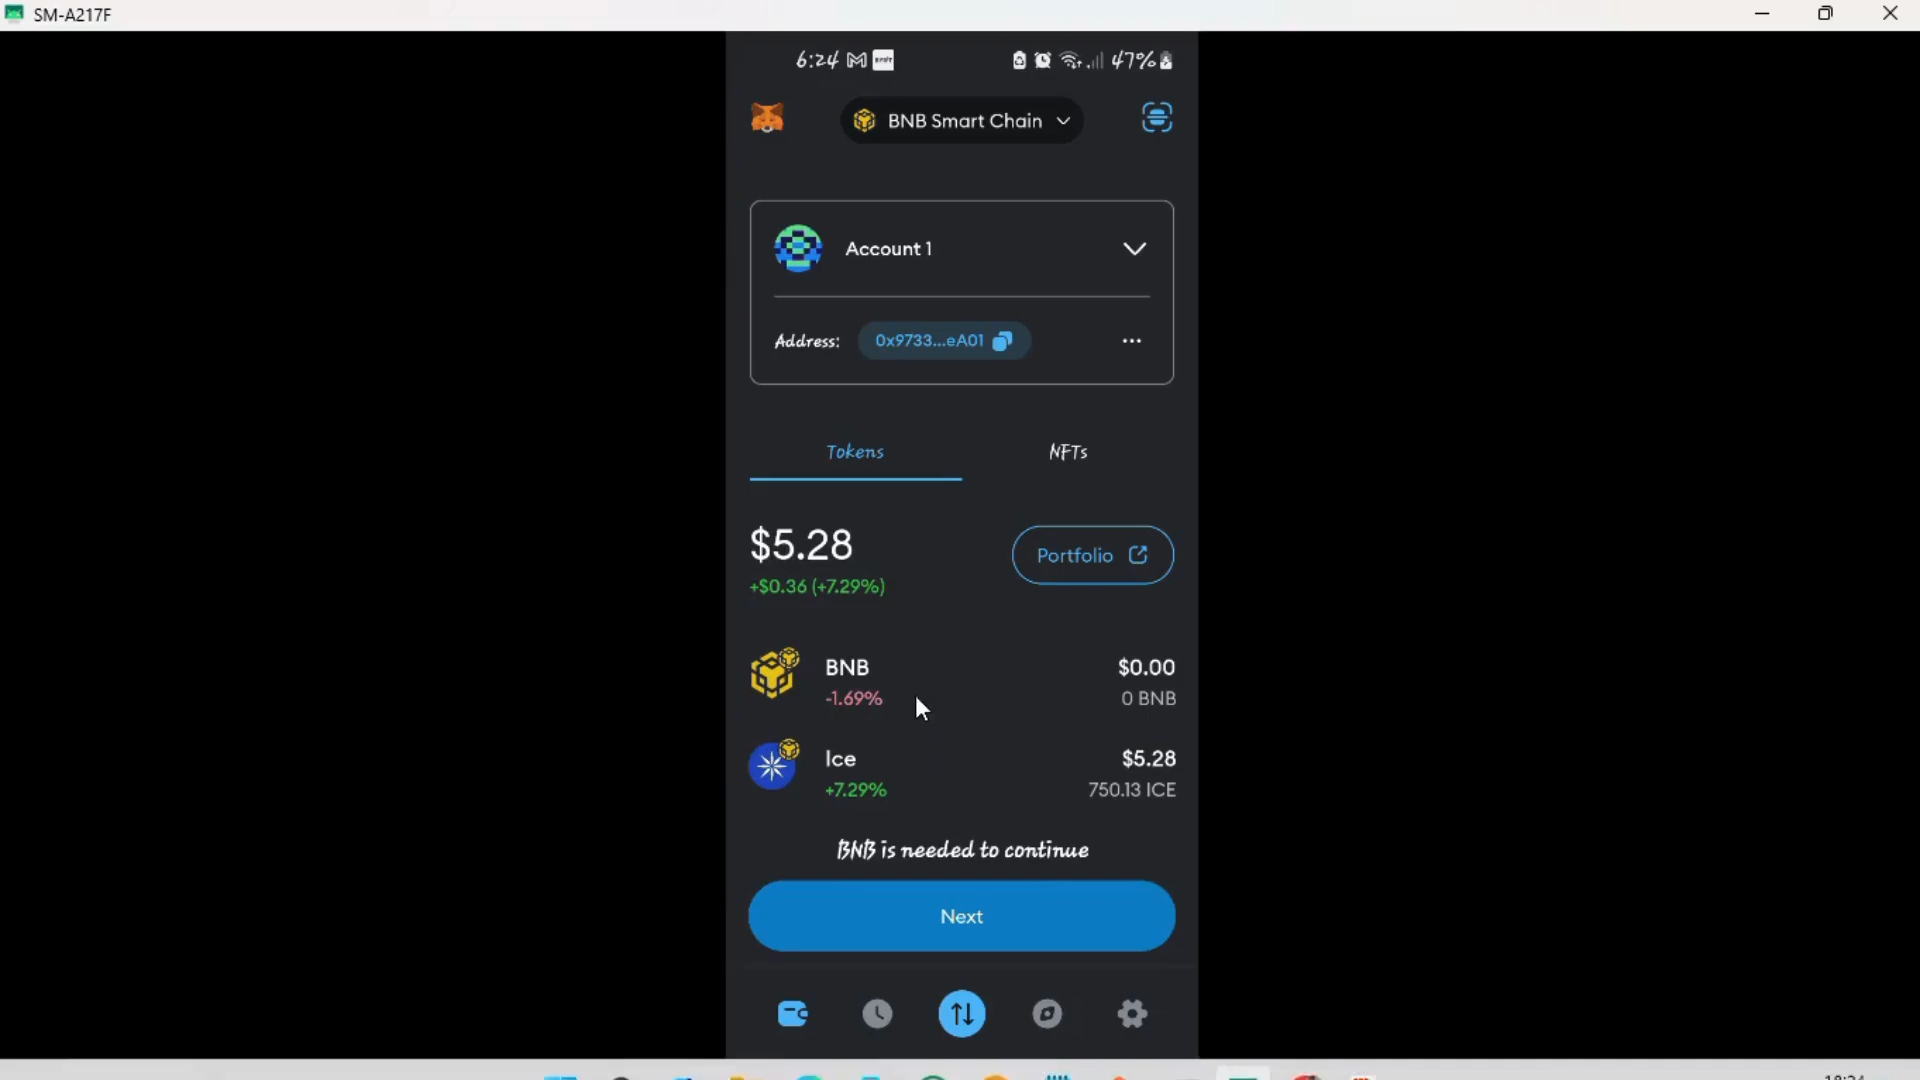 SM-A217F
6:24
47%
BNB Smart Chain
Account 1
Address: 0x9733...eA01
Tokens
NFTs
$5.28
+$0.36 (+7.29%)
Portfolio
BNB
$0.00
-1.69%
0 BNB
Ice
$5.28
+7.29%
750.13 ICE
BNB is needed to continue
Next